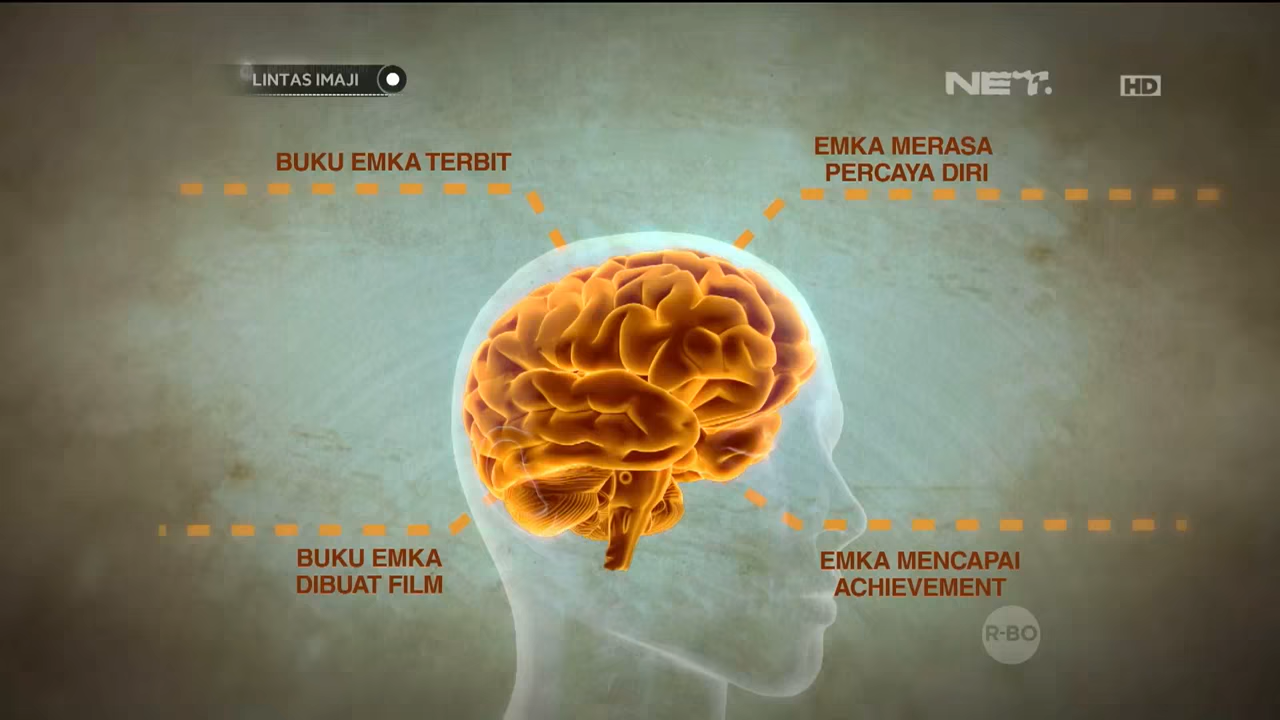 LINTAS IMAJI
NET.
HD
BUKU EMKA TERBIT
EMKA MERASA
PERCAYA DIRI
BUKU EMKA
DIBUAT FILM
EMKA MENCAPAI
ACHIEVEMENT
R-BO